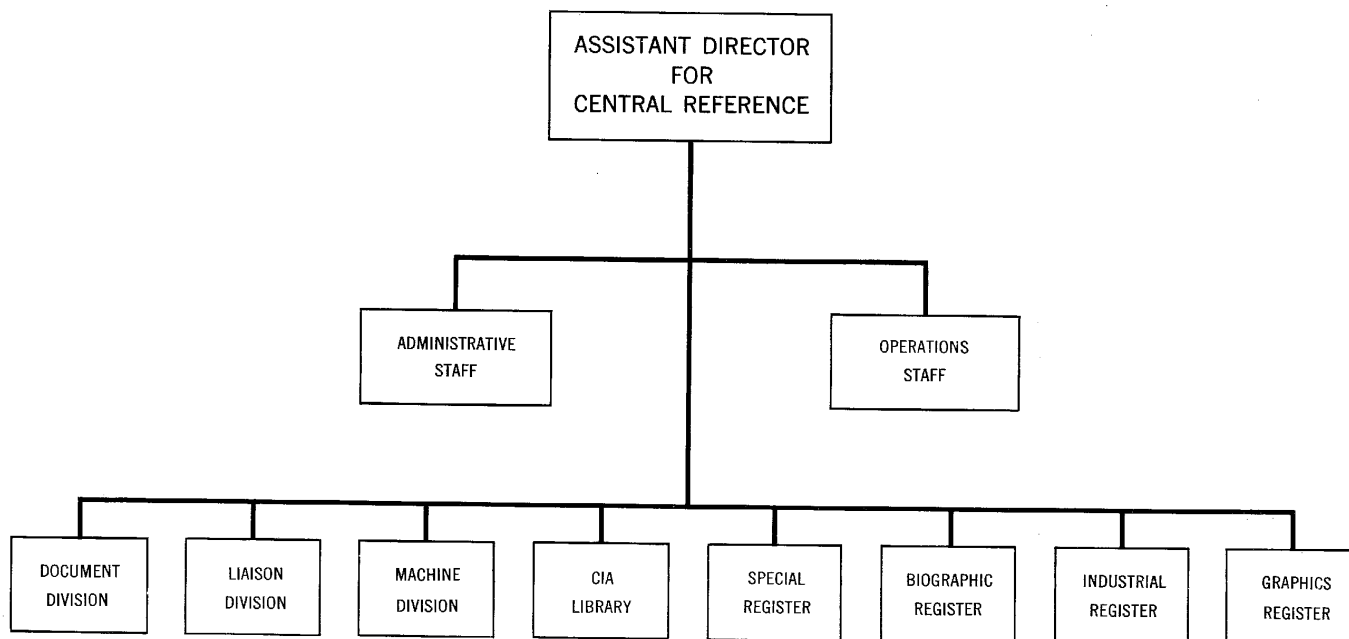 ASSISTANT DIRECTOR
FOR
CENTRAL REFERENCE
ADMINISTRATIVE
STAFF
OPERATIONS
STAFF
DOCUMENT
DIVISION
LIAISON
DIVISION
MACHINE
DIVISION
CIA
LIBRARY
SPECIAL
REGISTER
BIOGRAPHIC
REGISTER
INDUSTRIAL
REGISTER
GRAPHICS
REGISTER